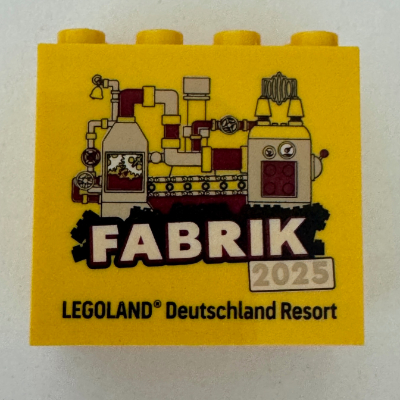 FABRIK
2025
LEGOLAND® Deutschland Resort